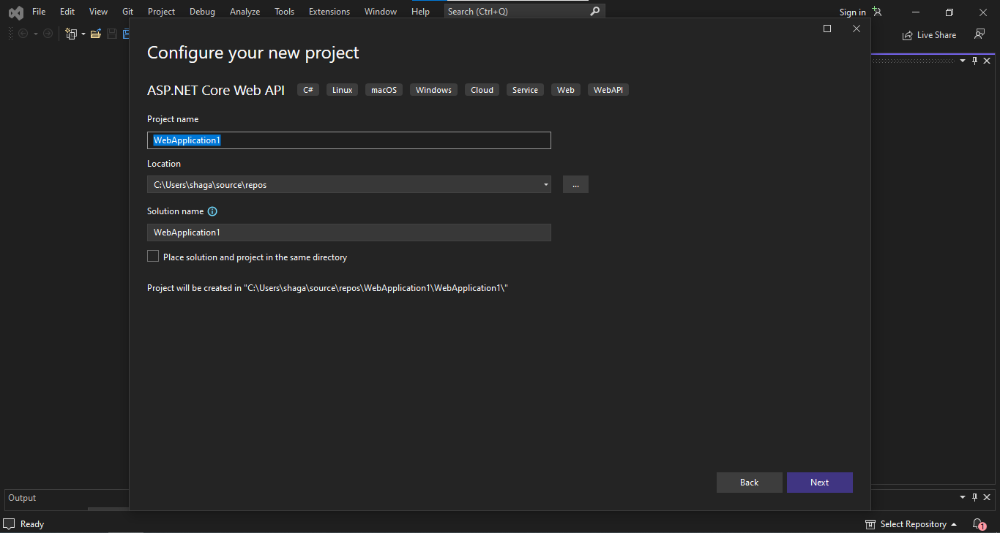 File Edit View Git Project Debug Analyze Tools Extensions Window Help Search (Ctrl+Q) Sign in
Live Share
Configure your new project
ASP.NET Core Web API C# Linux macOS Windows Cloud Service Web WebAPI
Project name
WebApplication1
Location
C:\Users\shaga\source\repos
...
Solution name
WebApplication1
Place solution and project in the same directory
Project will be created in "C:\Users\shaga\source\repos\WebApplication1\WebApplication1\"
Back Next
Output
Ready Select Repository 1